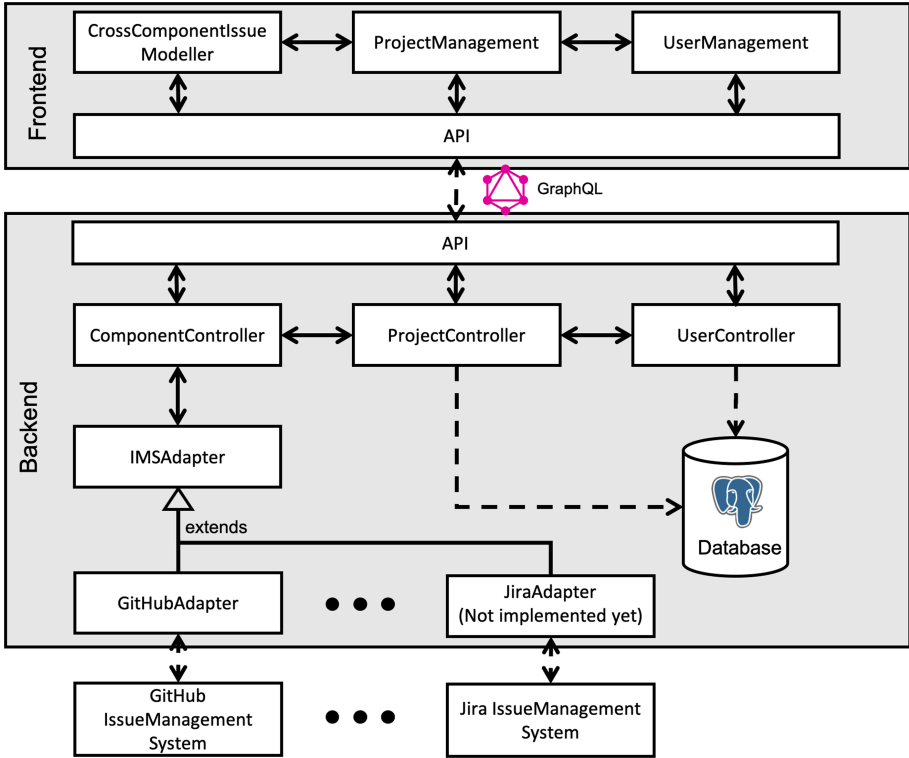 Frontend
CrossComponentIssue
Modeller
ProjectManagement
UserManagement
API
GraphQL
Backend
API
ComponentController
ProjectController
UserController
IMSAdapter
extends
Database
GitHubAdapter
JiraAdapter
(Not implemented yet)
GitHub
IssueManagement
System
Jira IssueManagement
System